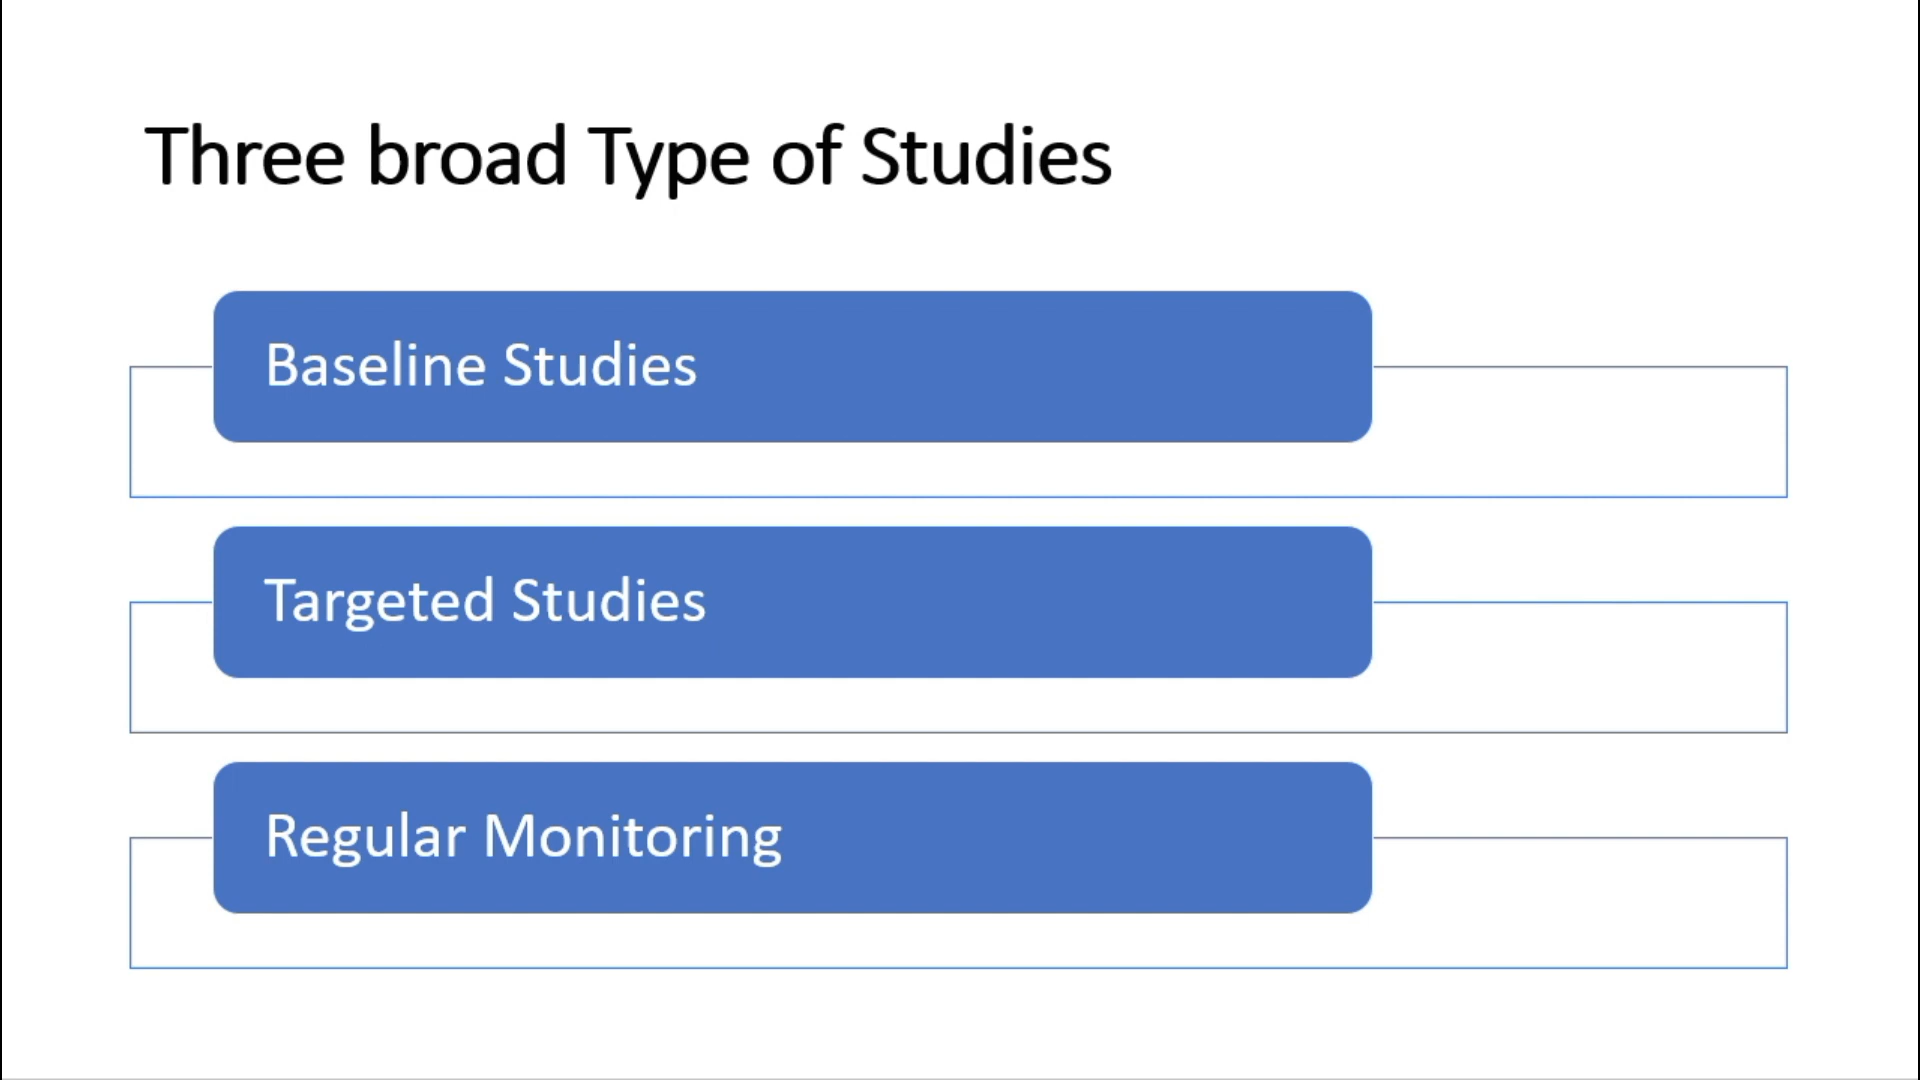 Three broad Type of Studies
Baseline Studies
Targeted Studies
Regular Monitoring